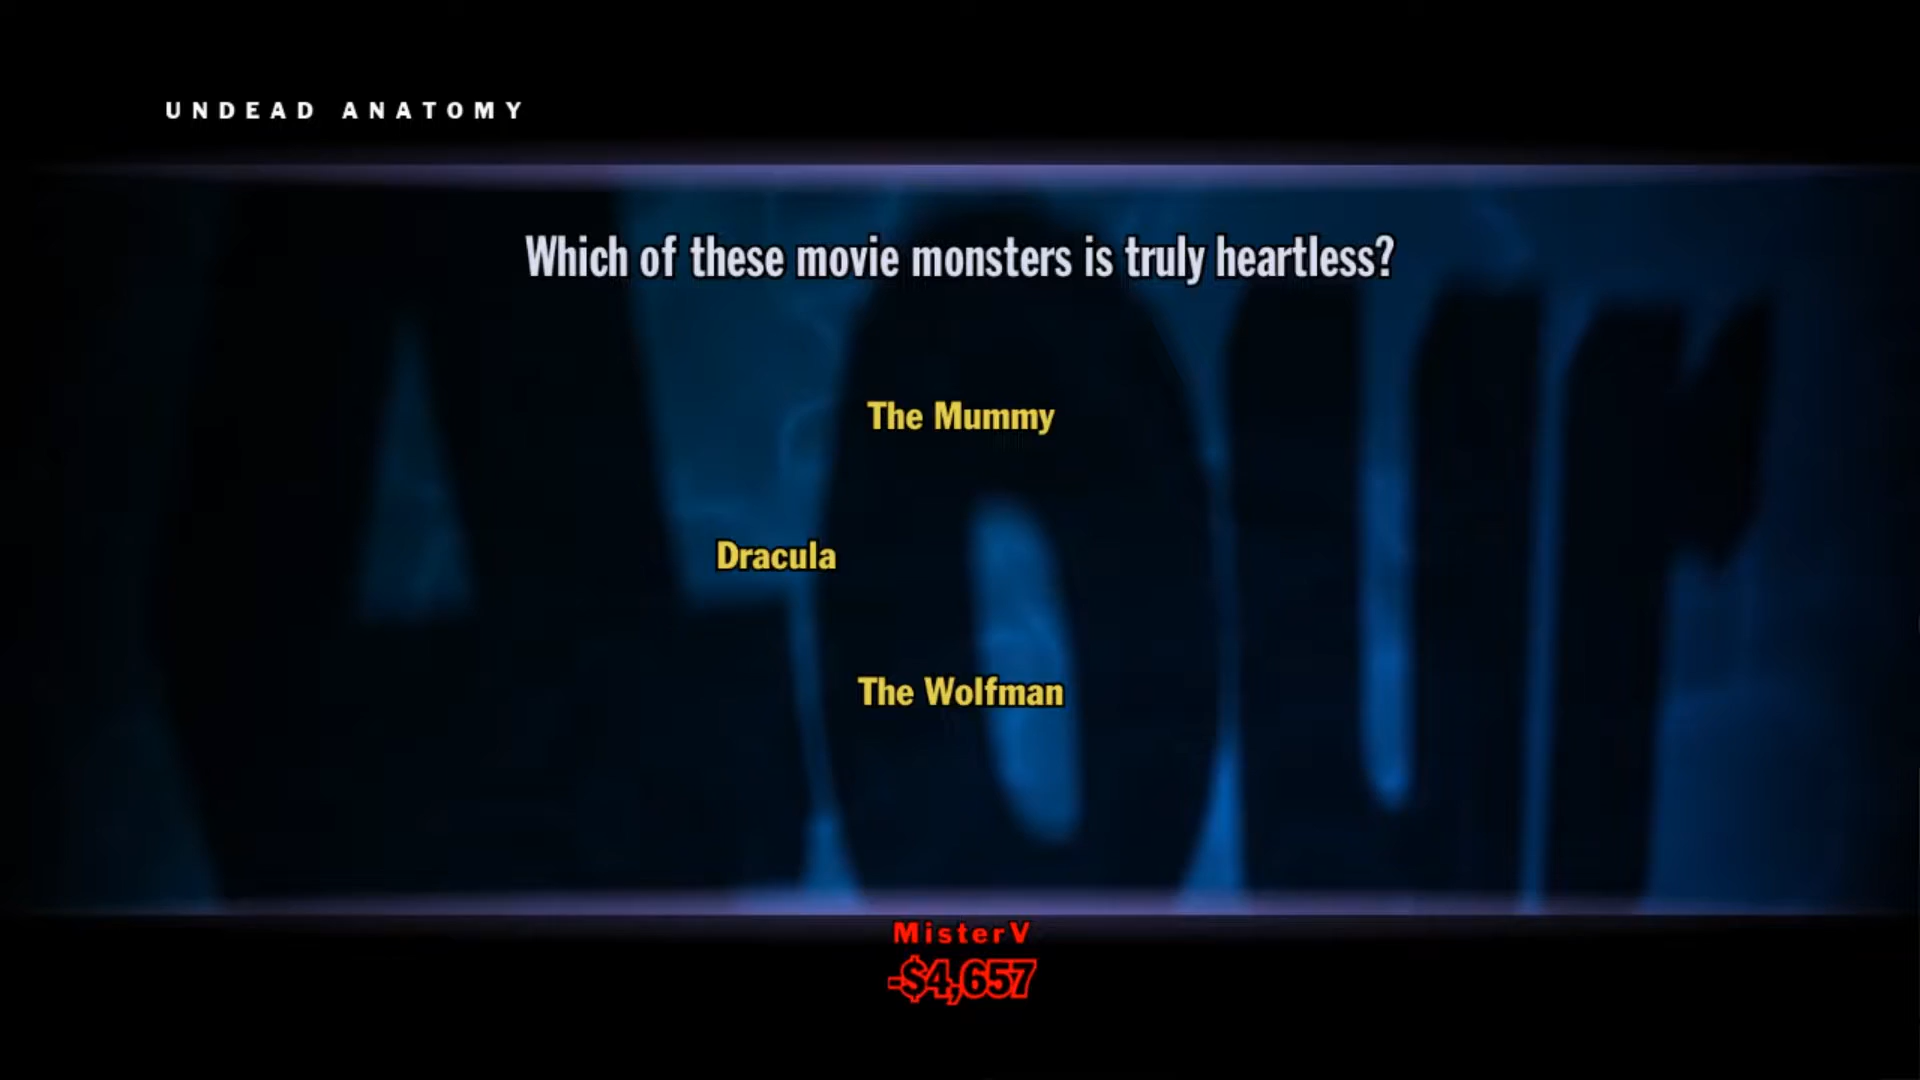 UNDEAD ANATOMY
Which of these movie monsters is truly heartless?
The Mummy
Dracula
The Wolfman
MisterV
-$4,657